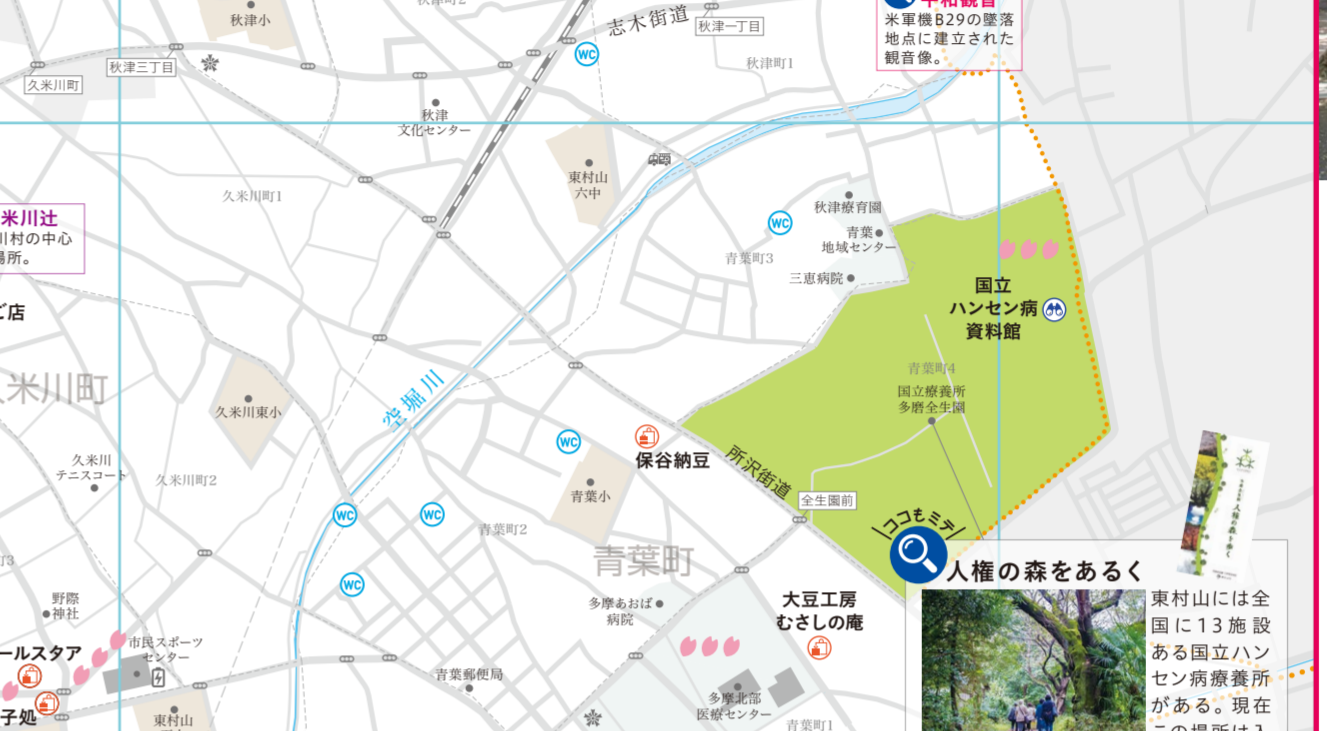 秋津小
志木街道
秋津一丁目
平和観音
米軍機B29の墜落
地点に建立された
観音像。
秋津三丁目
久米川町
WC
秋津町1
秋津
文化センター
東村山
六中
久米川町1
米川辻
川村の中心
場所。
WC
秋津療育園
青葉
地域センター
青葉町3
三恵病院
国立
ハンセン病
資料館
ご店
米川町
空堀川
久米川東小
青葉町4
国立療養所
多磨全生園
WC
保谷納豆
所沢街道
久米川
テニスコート
久米川町2
青葉小
全生園前
WC
WC
青葉町2
ココもミテ
人権の森を歩く
青葉町
WC
人権の森をあるく
東村山には全
国に13施設
ある国立ハン
セン病療養所
がある。現在
野際
神社
多摩あおば
病院
大豆工房
むさしの庵
ールスタア
市民スポーツ
センター
青葉郵便局
多摩北部
医療センター
子処
東村山
青葉町1